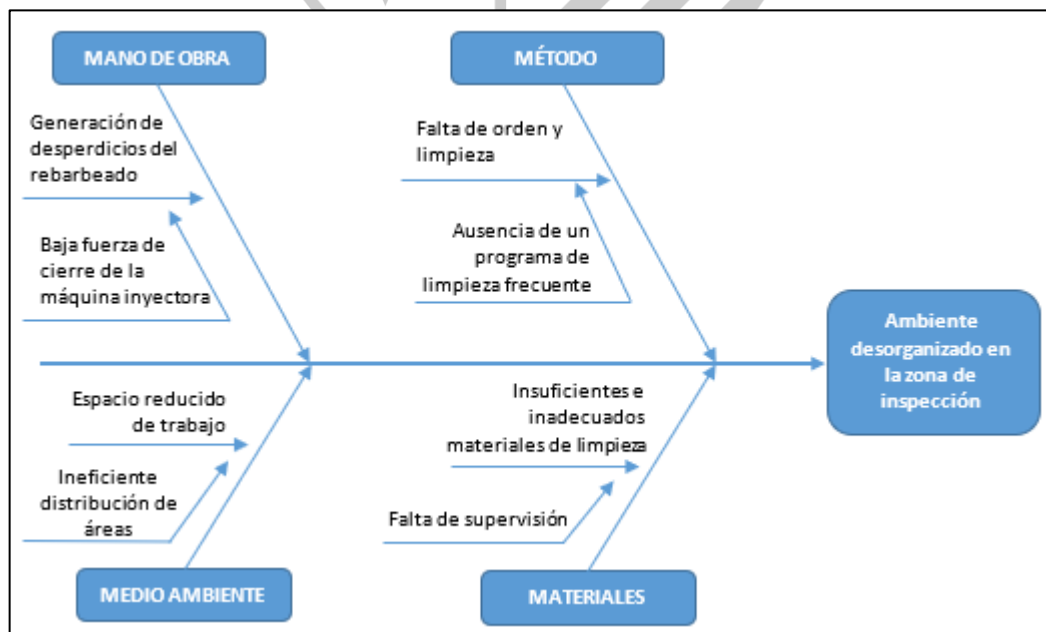 MANO DE OBRA
MÉTODO
Generación de
desperdicios del
rebarbeado
Baja fuerza de
cierre de la
máquina inyectora
Falta de orden y
limpieza
Ausencia de un
programa de
limpieza frecuente
Ambiente
desorganizado en
la zona de
inspección
Espacio reducido
de trabajo
Ineficiente
distribución de
áreas
Insuficientes e
inadecuados
materiales de limpieza
Falta de supervisión
MEDIO AMBIENTE
MATERIALES